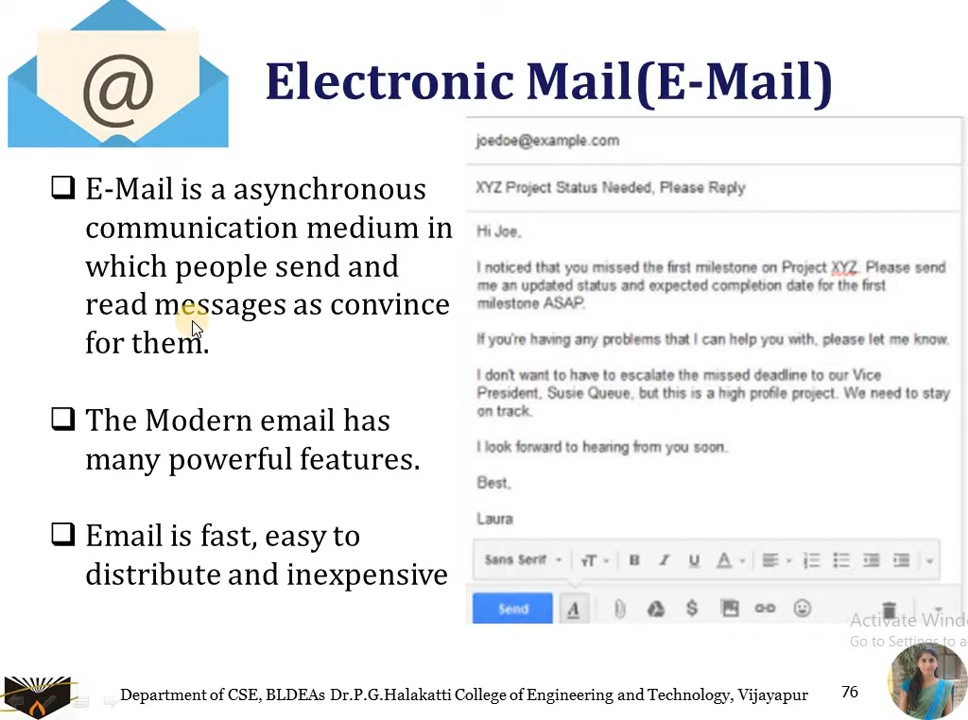 Electronic Mail(E-Mail)
@
E-Mail is a asynchronous
communication medium in
which people send and
read messages as convince
for them.
The Modern email has
many powerful features.
Email is fast, easy to
distribute and inexpensive
joedoe@example.com
XYZ Project Status Needed, Please Reply
Hi Joe,
I noticed that you missed the first milestone on Project XYZ. Please send
me an updated status and expected completion date for the first
milestone ASAP.
If you're having any problems that I can help you with, please let me know.
I don't want to have to escalate the missed deadline to our Vice
President, Susie Queue, but this is a high profile project. We need to stay
on track.
I look forward to hearing from you soon.
Best,
Laura
Sans Serif TT B I U A
Send A $
Activate Wind
Go to Settings to a
Department of CSE, BLDEAs Dr.P.G.Halakatti College of Engineering and Technology, Vijayapur 76